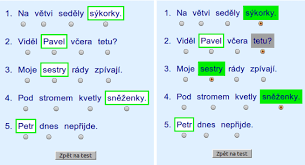 1. Na větvi seděly sýkorky.
2. Viděl Pavel včera tetu?
3. Moje sestry rády zpívají.
4. Pod stromem kvetly sněženky.
5. Petr dnes nepřijde.
Zpět na test
1. Na větvi seděly sýkorky.
2. Viděl Pavel včera tetu?
3. Moje sestry rády zpívají.
4. Pod stromem kvetly sněženky.
5. Petr dnes nepřijde.
Zpět na test